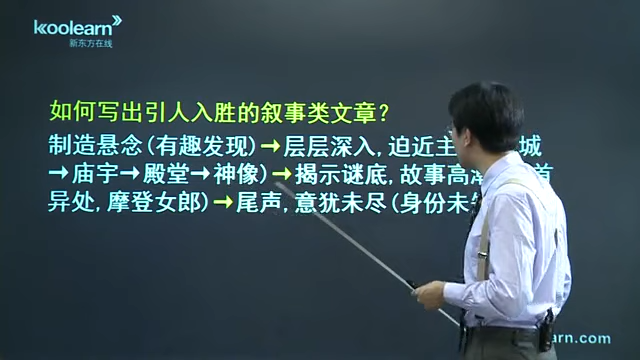 koolearn
新东方在线
如何写出引人入胜的叙事类文章？
制造悬念(有趣发现)→层层深入,迫近主 城
→庙宇→殿堂→神像)→揭示谜底,故事高 首
异处,摩登女郎)→尾声,意犹未尽(身份未
arn.com